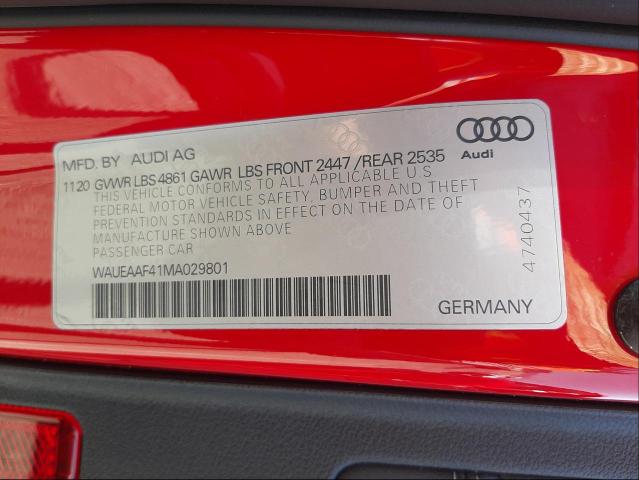 MFD. BY AUDI AG
1120 GVWR LBS 4861 GAWR LBS FRONT 2447 /REAR 2535
THIS VEHICLE CONFORMS TO ALL APPLICABLE U S
FEDERAL MOTOR VEHICLE SAFETY, BUMPER AND THEFT
PREVENTION STANDARDS IN EFFECT ON THE DATE OF
MANUFACTURE SHOWN ABOVE
PASSENGER CAR
WAUEAAF41MA029801
Audi
4740437
GERMANY